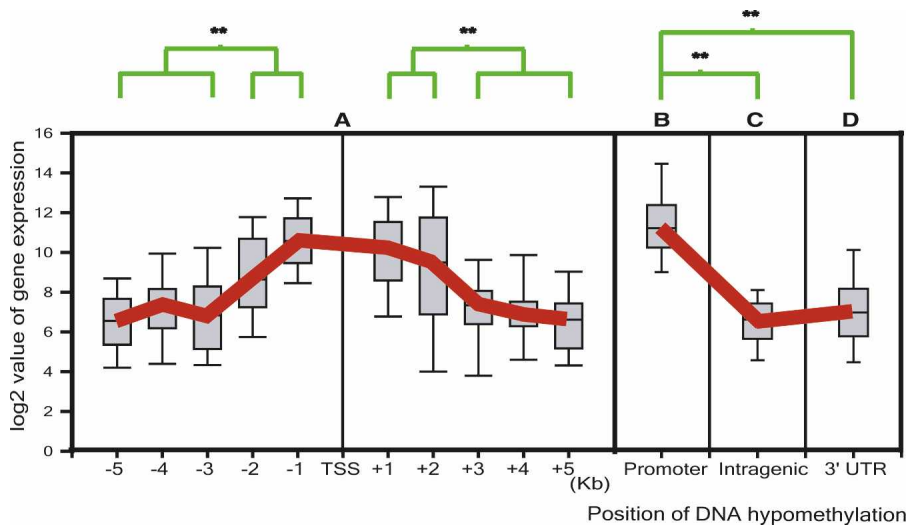 ** ** ** **
A B C D
log2 value of gene expression
16
14
12
10
8
6
4
2
0
-5 -4 -3 -2 -1 TSS +1 +2 +3 +4 +5 Promoter Intragenic 3' UTR
(Kb)
Position of DNA hypomethylation